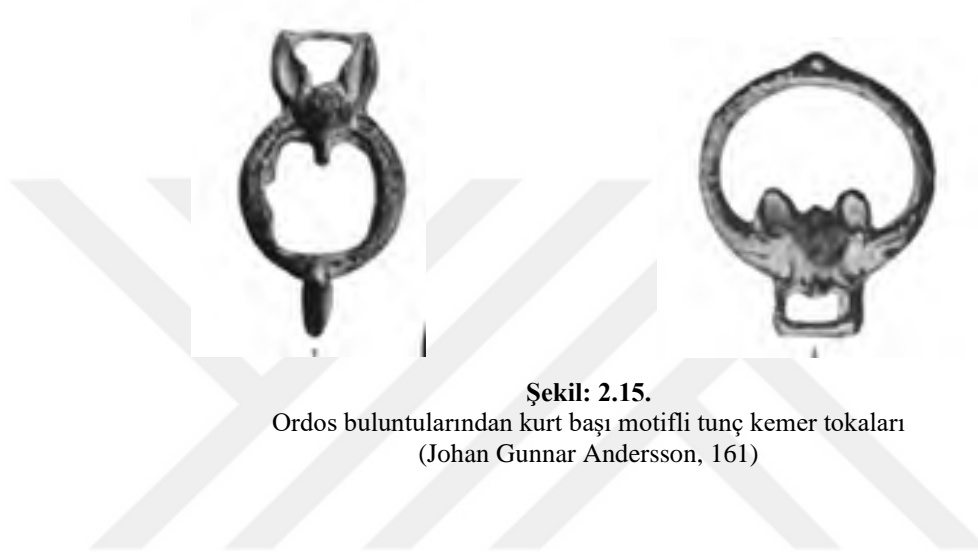 Şekil: 2.15.
Ordos buluntularından kurt başı motifli tunç kemer tokaları
(Johan Gunnar Andersson, 161)